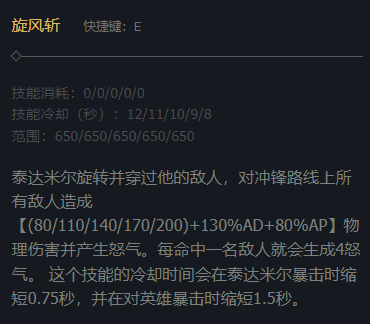 旋风斩 快捷键：E
技能消耗：0/0/0/0/0
技能冷却（秒）：12/11/10/9/8
范围：650/650/650/650/650
泰达米尔旋转并穿过他的敌人，对冲锋路线上所
有敌人造成
【(80/110/140/170/200)+130%AD+80%AP】物
理伤害并产生怒气。每命中一名敌人就会生成4怒
气。 这个技能的冷却时间会在泰达米尔暴击时缩
短0.75秒，并在对英雄暴击时缩短1.5秒。